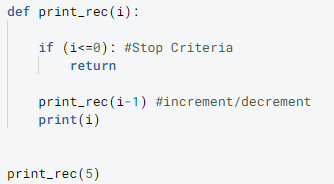 def print_rec(i):
if (i<=0): #Stop Criteria
return
print_rec(i-1) #increment/decrement
print(i)
print_rec(5)